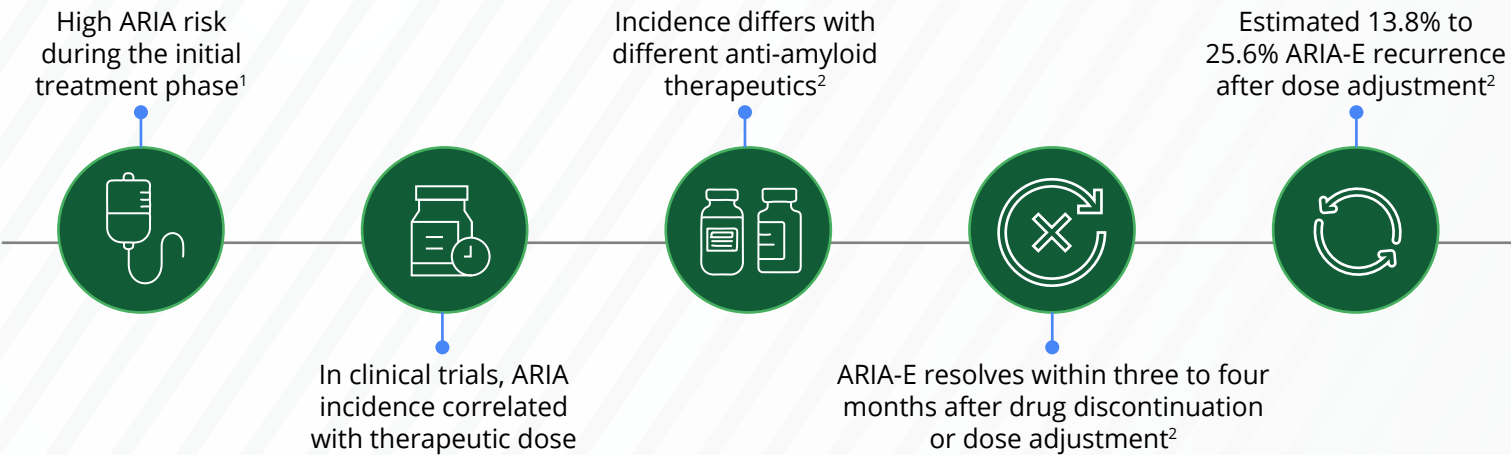 High ARIA risk
during the initial
treatment phase¹
In clinical trials, ARIA
incidence correlated
with therapeutic dose
Incidence differs with
different anti-amyloid
therapeutics²
ARIA-E resolves within three to four
months after drug discontinuation
or dose adjustment²
Estimated 13.8% to
25.6% ARIA-E recurrence
after dose adjustment²